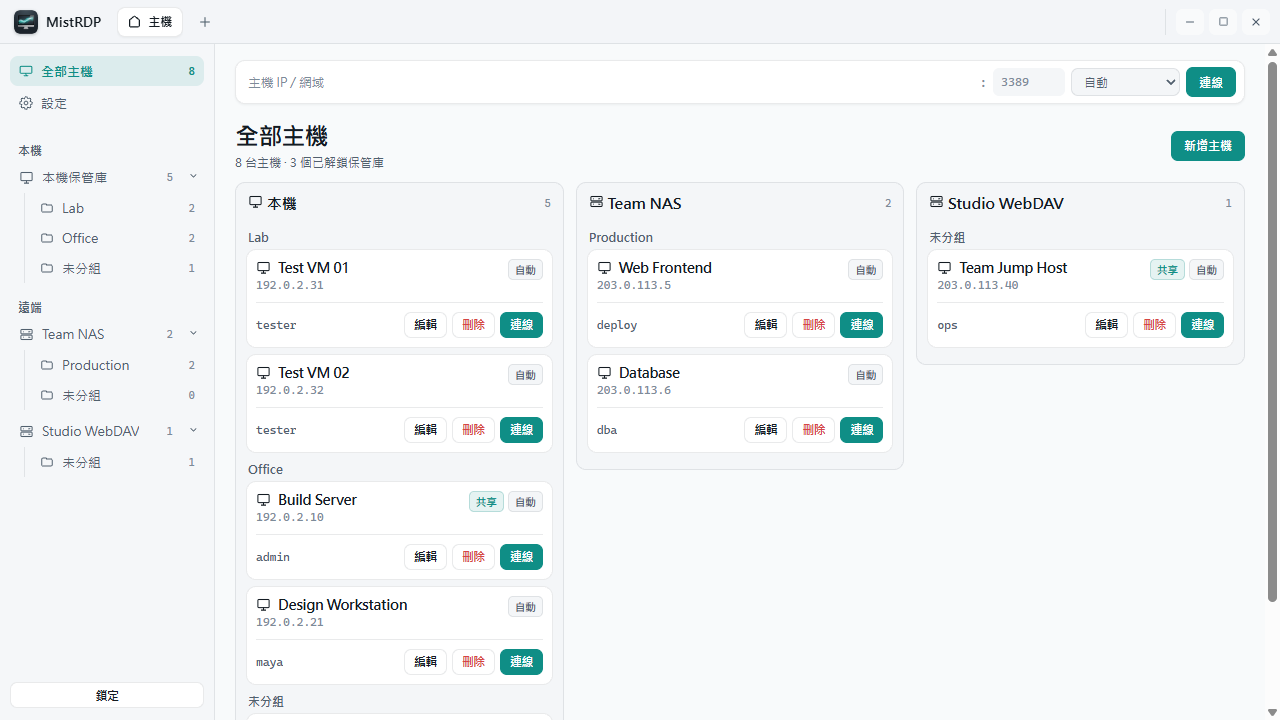 MistRDP
主機
全部主機 8
設定
本機
本機保管庫 5
Lab 2
Office 2
未分組 1
遠端
Team NAS 2
Production 2
未分組 0
Studio WebDAV 1
未分組 1
鎖定
主機 IP / 網域 : 3389 自動 連線
全部主機
8 台主機 · 3 個已解鎖保管庫
新增主機
本機 5
Lab
Test VM 01 自動
192.0.2.31
tester 編輯 刪除 連線
Test VM 02 自動
192.0.2.32
tester 編輯 刪除 連線
Office
Build Server 共享 自動
192.0.2.10
admin 編輯 刪除 連線
Design Workstation 自動
192.0.2.21
maya 編輯 刪除 連線
未分組
Team NAS 2
Production
Web Frontend 自動
203.0.113.5
deploy 編輯 刪除 連線
Database 自動
203.0.113.6
dba 編輯 刪除 連線
Studio WebDAV 1
未分組
Team Jump Host 共享 自動
203.0.113.40
ops 編輯 刪除 連線